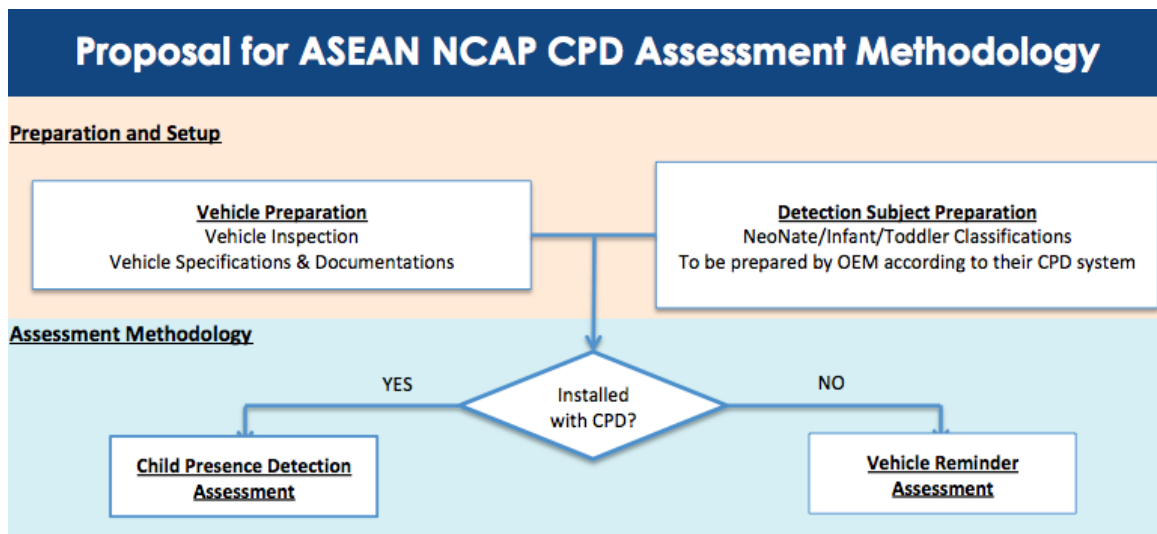 Proposal for ASEAN NCAP CPD Assessment Methodology
Preparation and Setup
Vehicle Preparation
Vehicle Inspection
Vehicle Specifications & Documentations
Detection Subject Preparation
NeoNate/Infant/Toddler Classifications
To be prepared by OEM according to their CPD system
Assessment Methodology
YES
Installed
with CPD?
NO
Child Presence Detection
Assessment
Vehicle Reminder
Assessment